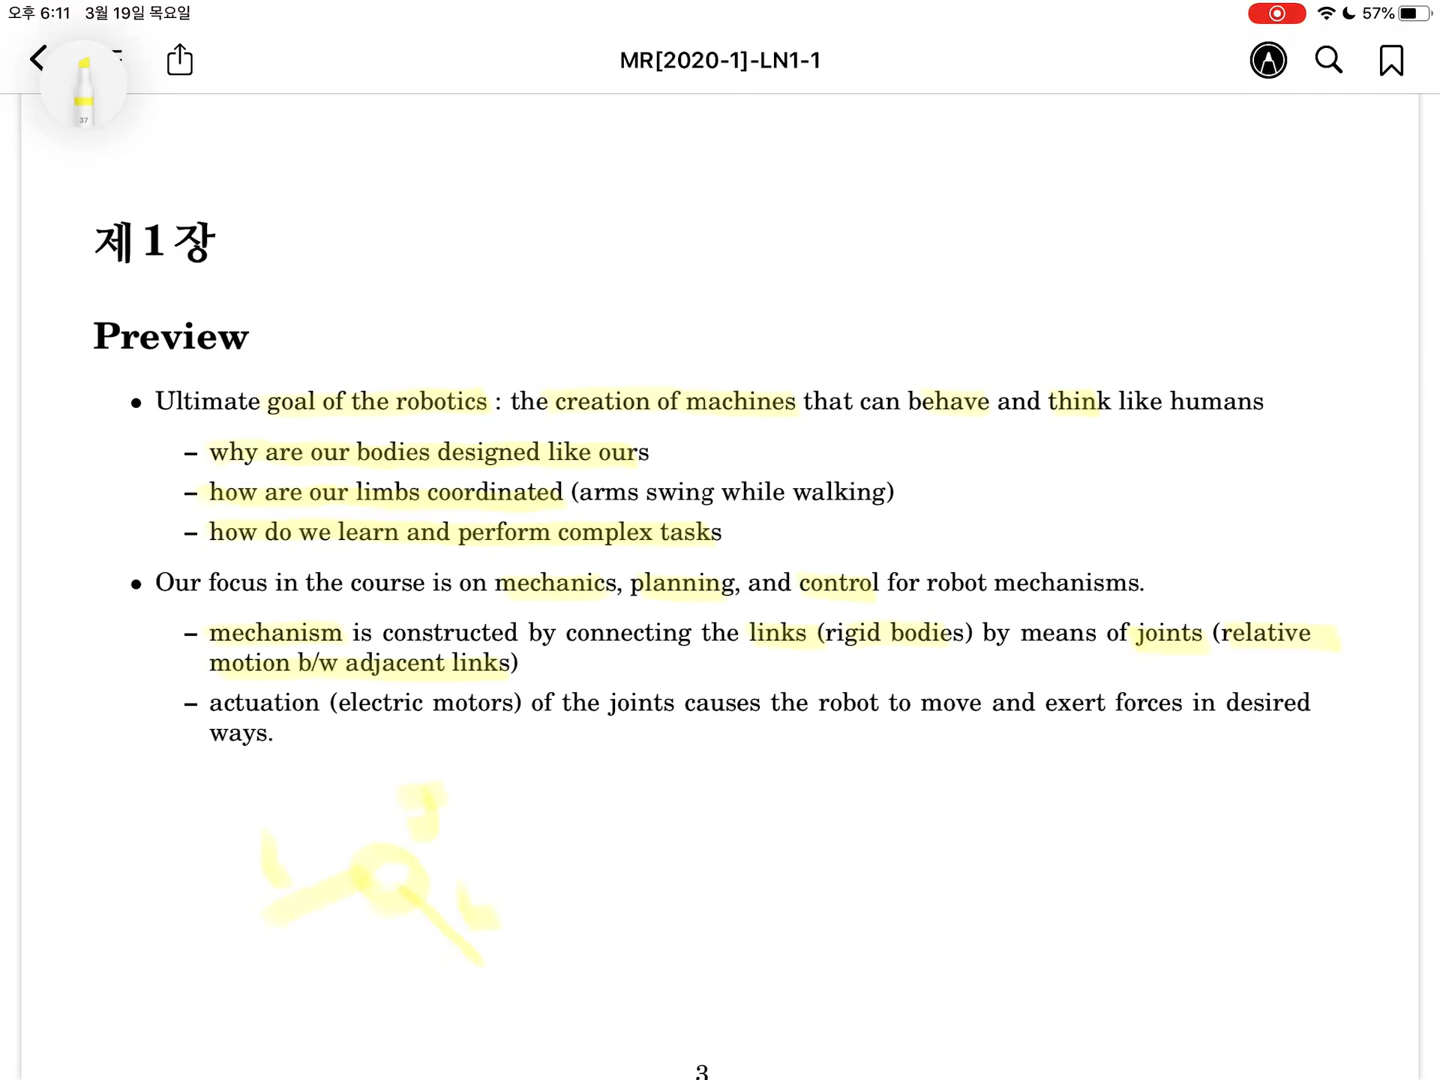 오후 6:11 3월 19일 목요일
57%
MR[2020-1]-LN1-1
37
제1장
Preview
• Ultimate goal of the robotics : the creation of machines that can behave and think like humans
– why are our bodies designed like ours
– how are our limbs coordinated (arms swing while walking)
– how do we learn and perform complex tasks
• Our focus in the course is on mechanics, planning, and control for robot mechanisms.
– mechanism is constructed by connecting the links (rigid bodies) by means of joints (relative
motion b/w adjacent links)
– actuation (electric motors) of the joints causes the robot to move and exert forces in desired
ways.
J
L
L
3